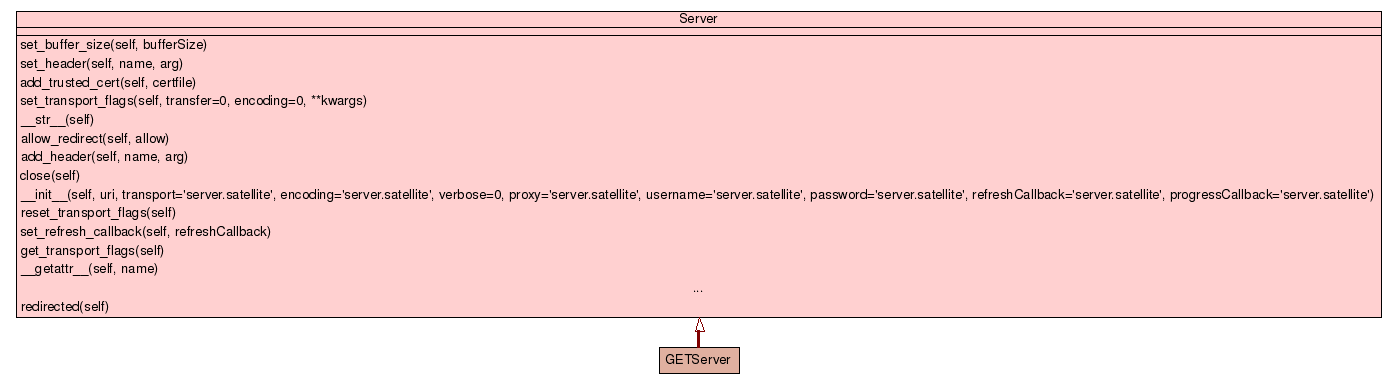 Server
set_buffer_size(self, bufferSize)
set_header(self, name, arg)
add_trusted_cert(self, certfile)
set_transport_flags(self, transfer=0, encoding=0, **kwargs)
__str__(self)
allow_redirect(self, allow)
add_header(self, name, arg)
close(self)
__init__(self, uri, transport='server.satellite', encoding='server.satellite', verbose=0, proxy='server.satellite', username='server.satellite', password='server.satellite', refreshCallback='server.satellite', progressCallback='server.satellite')
reset_transport_flags(self)
set_refresh_callback(self, refreshCallback)
get_transport_flags(self)
__getattr__(self, name)
...
redirected(self)
GETServer